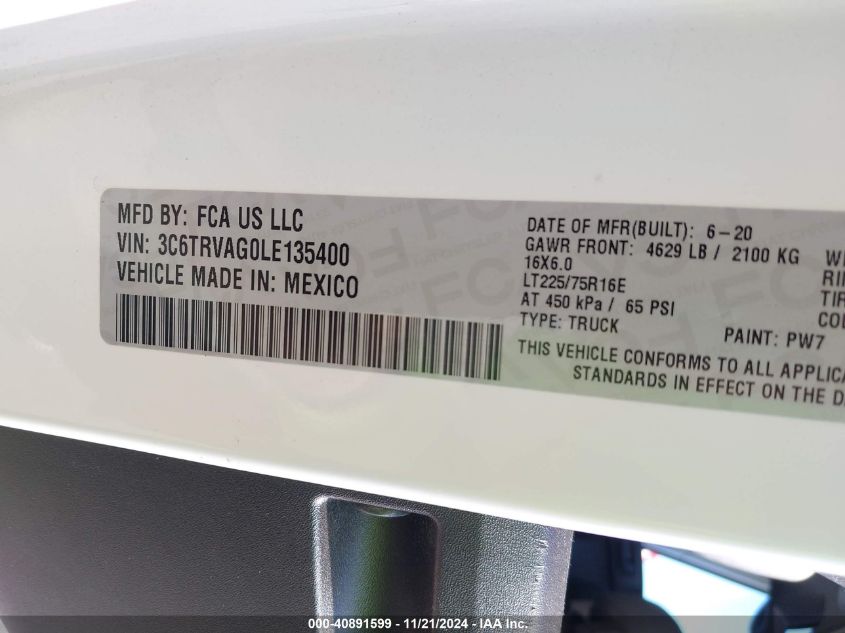 MFD BY: FCA US LLC
VIN: 3C6TRVAG0LE135400
VEHICLE MADE IN: MEXICO
DATE OF MFR(BUILT): 6-20
GAWR FRONT: 4629 LB / 2100 KG
16X6.0
LT225/75R16E
AT 450 kPa / 65 PSI
TYPE: TRUCK
PAINT: PW7
THIS VEHICLE CONFORMS TO ALL APPLICA
STANDARDS IN EFFECT ON THE D
000-40891599 - 11/21/2024 - IAA Inc.